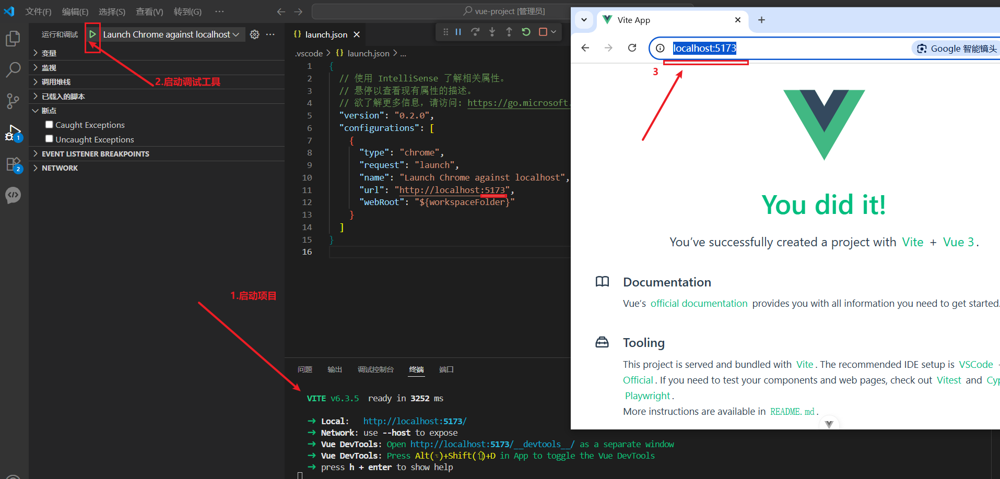 文件(F) 编辑(E) 选择(S) 查看(V) 转到(G) ··· vue-project [管理员]
运行和调试 Launch Chrome against localhost ···
变量
监视
2.启动调试工具
调用堆栈
已载入的脚本
断点
Caught Exceptions
Uncaught Exceptions
EVENT LISTENER BREAKPOINTS
NETWORK
1
2
1.启动项目
{} launch.json
.vscode > {} launch.json > ...
1 {
2 // 使用 IntelliSense 了解相关属性。
3 // 悬停以查看现有属性的描述。
4 // 欲了解更多信息，请访问: https://go.microsoft.
5 "version": "0.2.0",
6 "configurations": [
7 {
8 "type": "chrome",
9 "request": "launch",
10 "name": "Launch Chrome against localhost",
11 "url": "http://localhost:5173",
12 "webRoot": "${workspaceFolder}"
13 }
14 ]
15 }
16
问题 输出 调试控制台 终端 端口
VITE v6.3.5 ready in 3252 ms
➜ Local: http://localhost:5173/
➜ Network: use --host to expose
➜ Vue DevTools: Open http://localhost:5173/__devtools__/ as a separate window
➜ Vue DevTools: Press Alt(⌥)+Shift(⇧)+D in App to toggle the Vue DevTools
➜ press h + enter to show help
Vite App
localhost:5173 Google 智能镜头
3
You did it!
You’ve successfully created a project with Vite + Vue 3.
Documentation
Vue’s official documentation provides you with all information you need to get started.
Tooling
This project is served and bundled with Vite. The recommended IDE setup is VSCode
Official. If you need to test your components and web pages, check out Vitest and Cyp
Playwright.
More instructions are available in README.md.